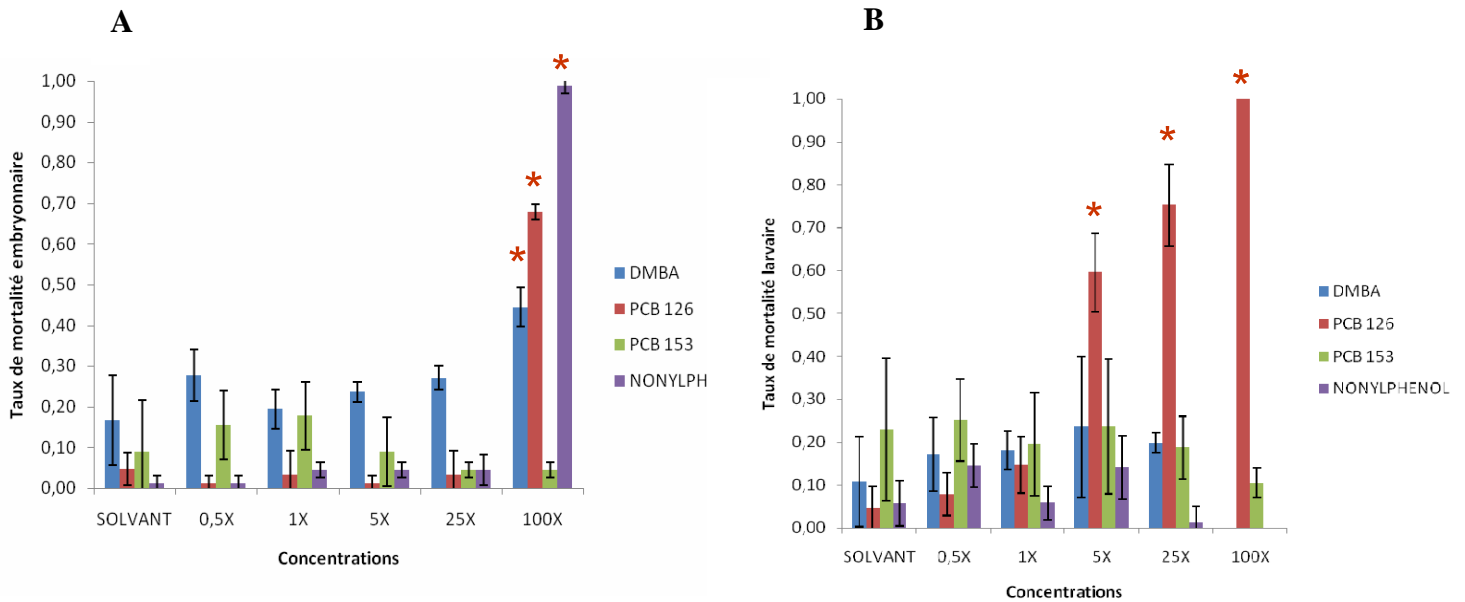 A
Taux de mortalité embryonnaire
1,00
0,90
0,80
0,70
0,60
0,50
0,40
0,30
0,20
0,10
0,00
* * *
SOLVANT 0,5X 1X 5X 25X 100X
Concentrations
DMBA
PCB 126
PCB 153
NONYLPH
B
Taux de mortalité larvaire
1,00
0,90
0,80
0,70
0,60
0,50
0,40
0,30
0,20
0,10
0,00
* * *
SOLVANT 0,5X 1X 5X 25X 100X
Concentrations
DMBA
PCB 126
PCB 153
NONYLPHENOL